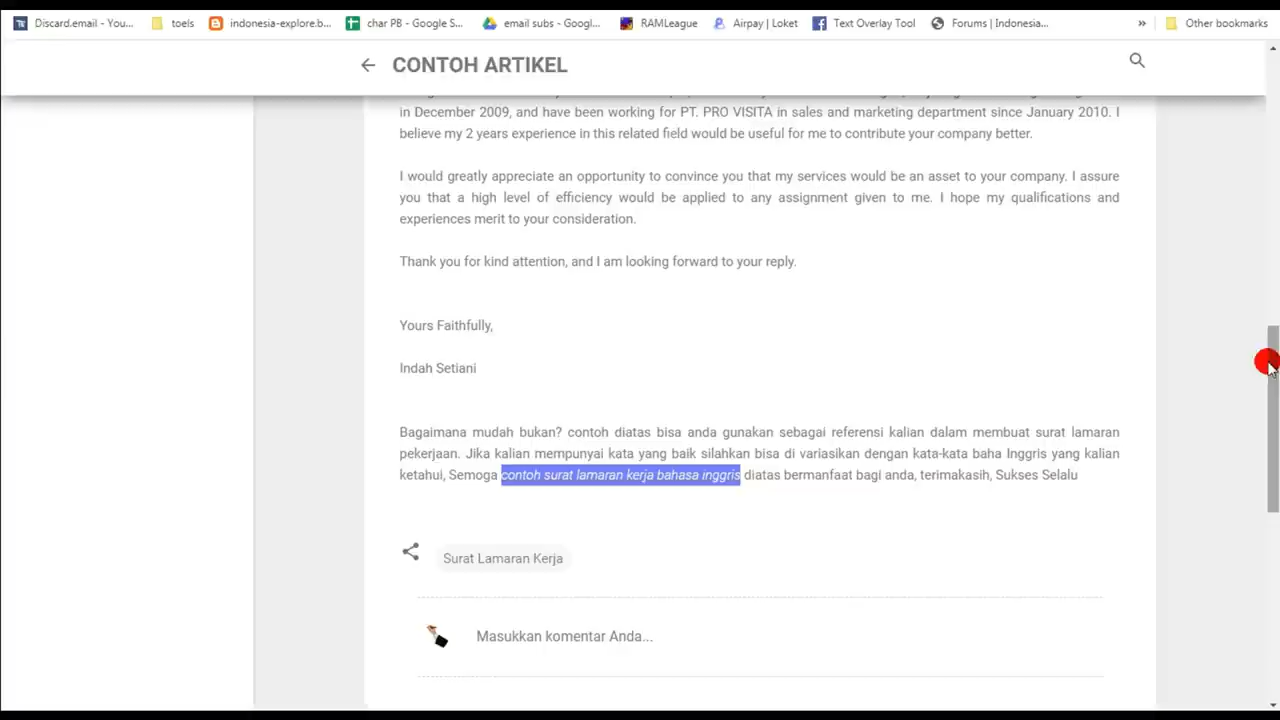 Discard.email - You... toels indonesia-explore.b... char PB - Google S... email subs - Googl... RAMLeague Airpay | Loket Text Overlay Tool Forums | Indonesia... » Other bookmarks
CONTOH ARTIKEL
in December 2009, and have been working for PT. PRO VISITA in sales and marketing department since January 2010. I
believe my 2 years experience in this related field would be useful for me to contribute your company better.
I would greatly appreciate an opportunity to convince you that my services would be an asset to your company. I assure
you that a high level of efficiency would be applied to any assignment given to me. I hope my qualifications and
experiences merit to your consideration.
Thank you for kind attention, and I am looking forward to your reply.
Yours Faithfully,
Indah Setiani
Bagaimana mudah bukan? contoh diatas bisa anda gunakan sebagai referensi kalian dalam membuat surat lamaran
pekerjaan. Jika kalian mempunyai kata yang baik silahkan bisa di variasikan dengan kata-kata baha Inggris yang kalian
ketahui, Semoga contoh surat lamaran kerja bahasa inggris diatas bermanfaat bagi anda, terimakasih, Sukses Selalu
Surat Lamaran Kerja
Masukkan komentar Anda...